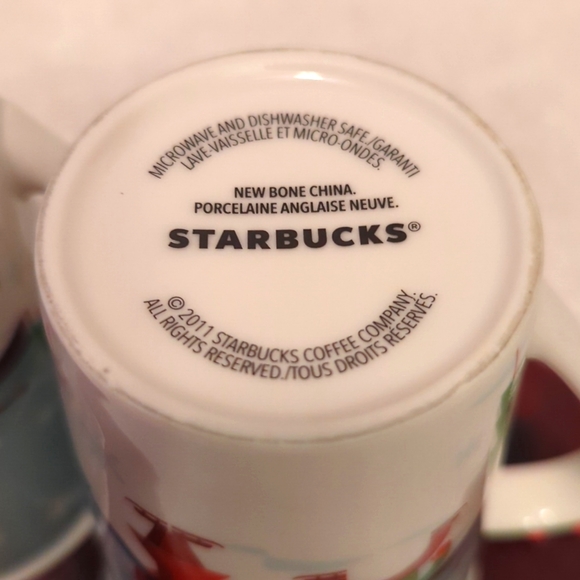 MICROWAVE AND DISHWASHER SAFE./GARANTI
LAVE.VAISSELLE ET MICRO-ONDES.
NEW BONE CHINA.
PORCELAINE ANGLAISE NEUVE.
STARBUCKS®
© 2011 STARBUCKS COFFEE COMPANY.
ALL RIGHTS RESERVED./TOUS DROITS RESERVÉS.